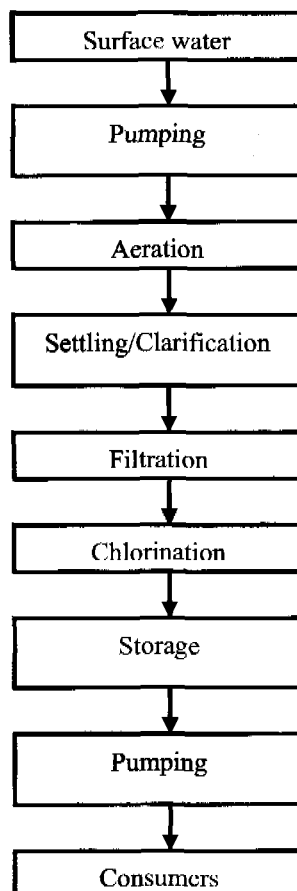 Surface water
Pumping
Aeration
Settling/Clarification
Filtration
Chlorination
Storage
Pumping
Consumers